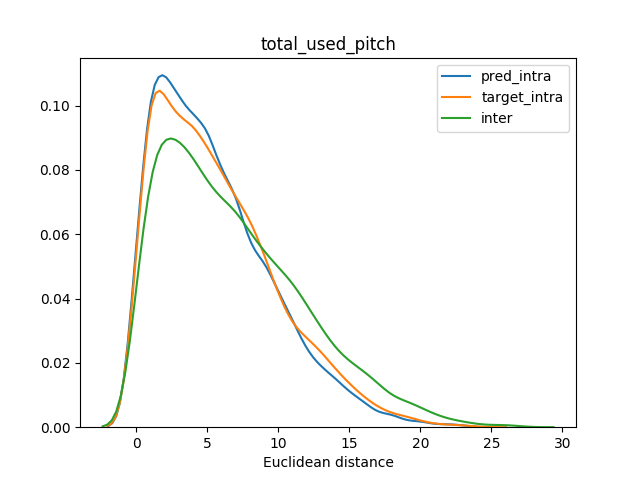 total_used_pitch
pred_intra
target_intra
inter
0.10
0.08
0.06
0.04
0.02
0.00
0 5 10 15 20 25 30
Euclidean distance